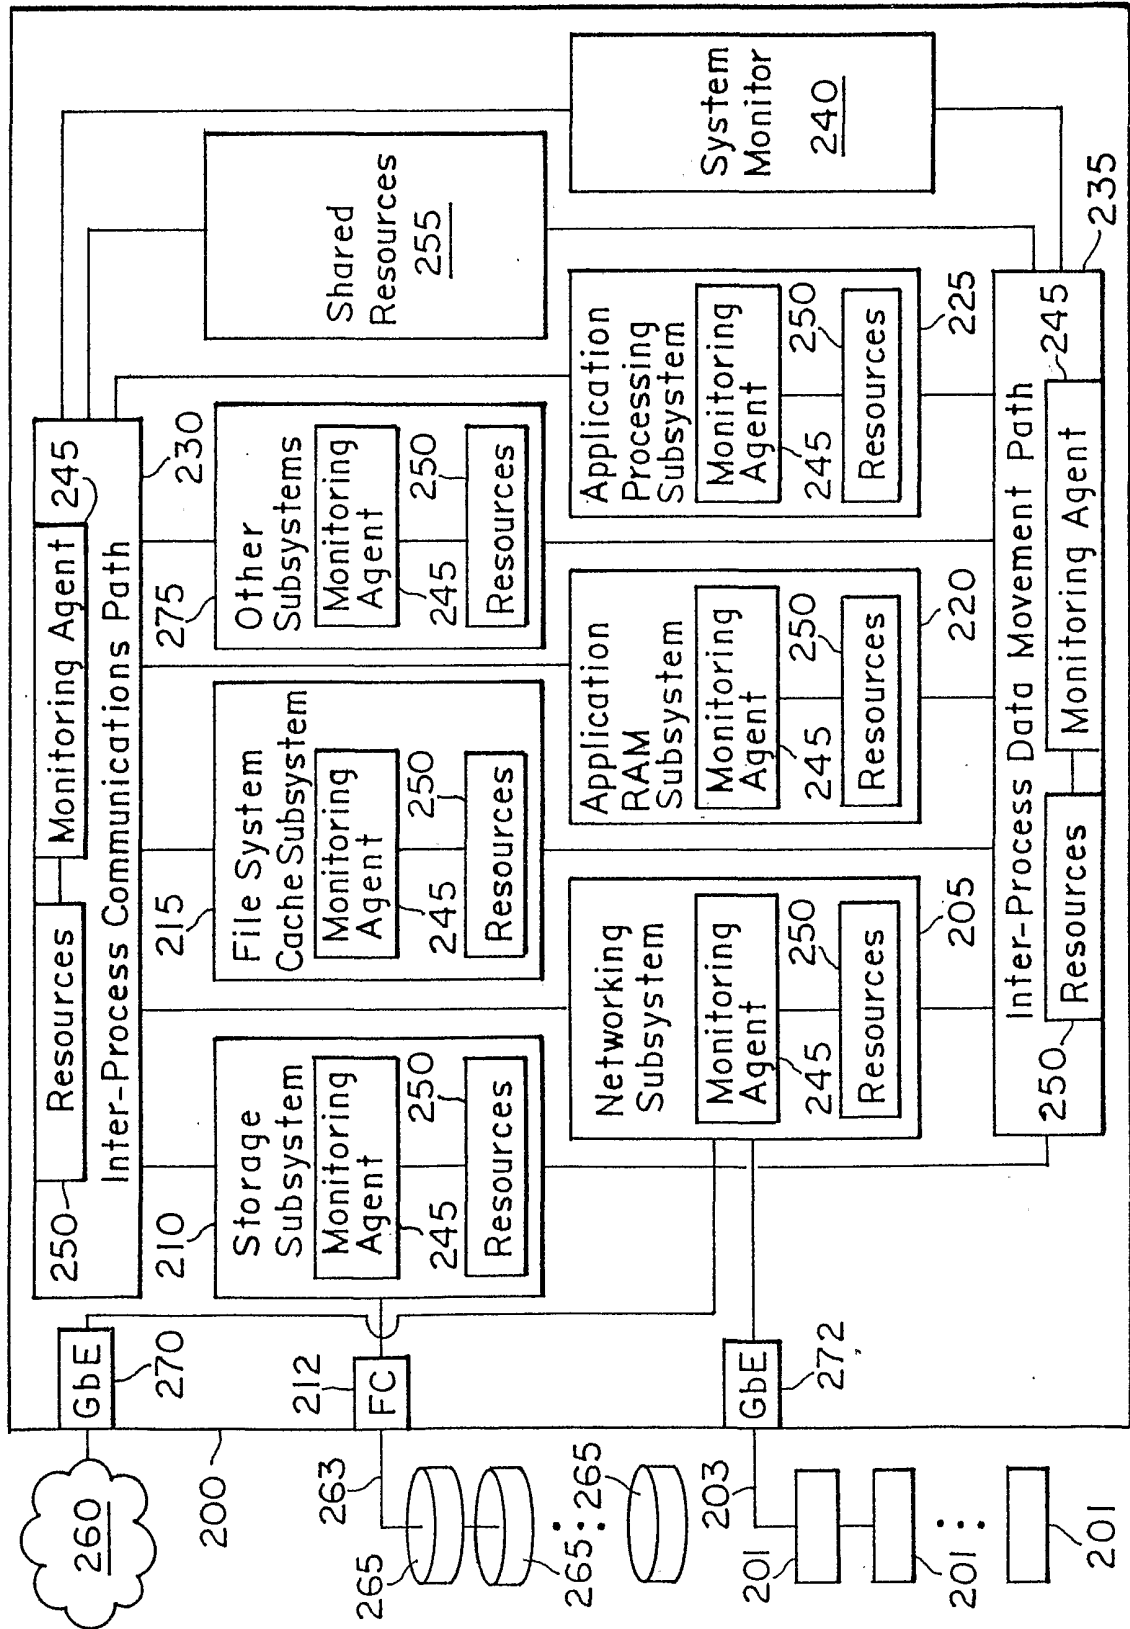 260
GbE
270
200
250
Resources
Monitoring Agent
245
Inter-Process Communications Path
230
210
Storage
Subsystem
Monitoring
Agent
245
250
Resources
215
File System
Cache Subsystem
Monitoring
Agent
245
250
Resources
275
Other
Subsystems
Monitoring
Agent
245
250
Resources
Shared
Resources
255
212
FC
263
265
265
265
Networking
Subsystem
Monitoring
Agent
245
250
Resources
205
Application
RAM
Subsystem
Monitoring
Agent
245
250
Resources
220
Application
Processing
Subsystem
Monitoring
Agent
245
250
Resources
225
System
Monitor
240
203
GbE
272
201
201
201
Inter-Process Data Movement Path
235
250
Resources
Monitoring Agent
245